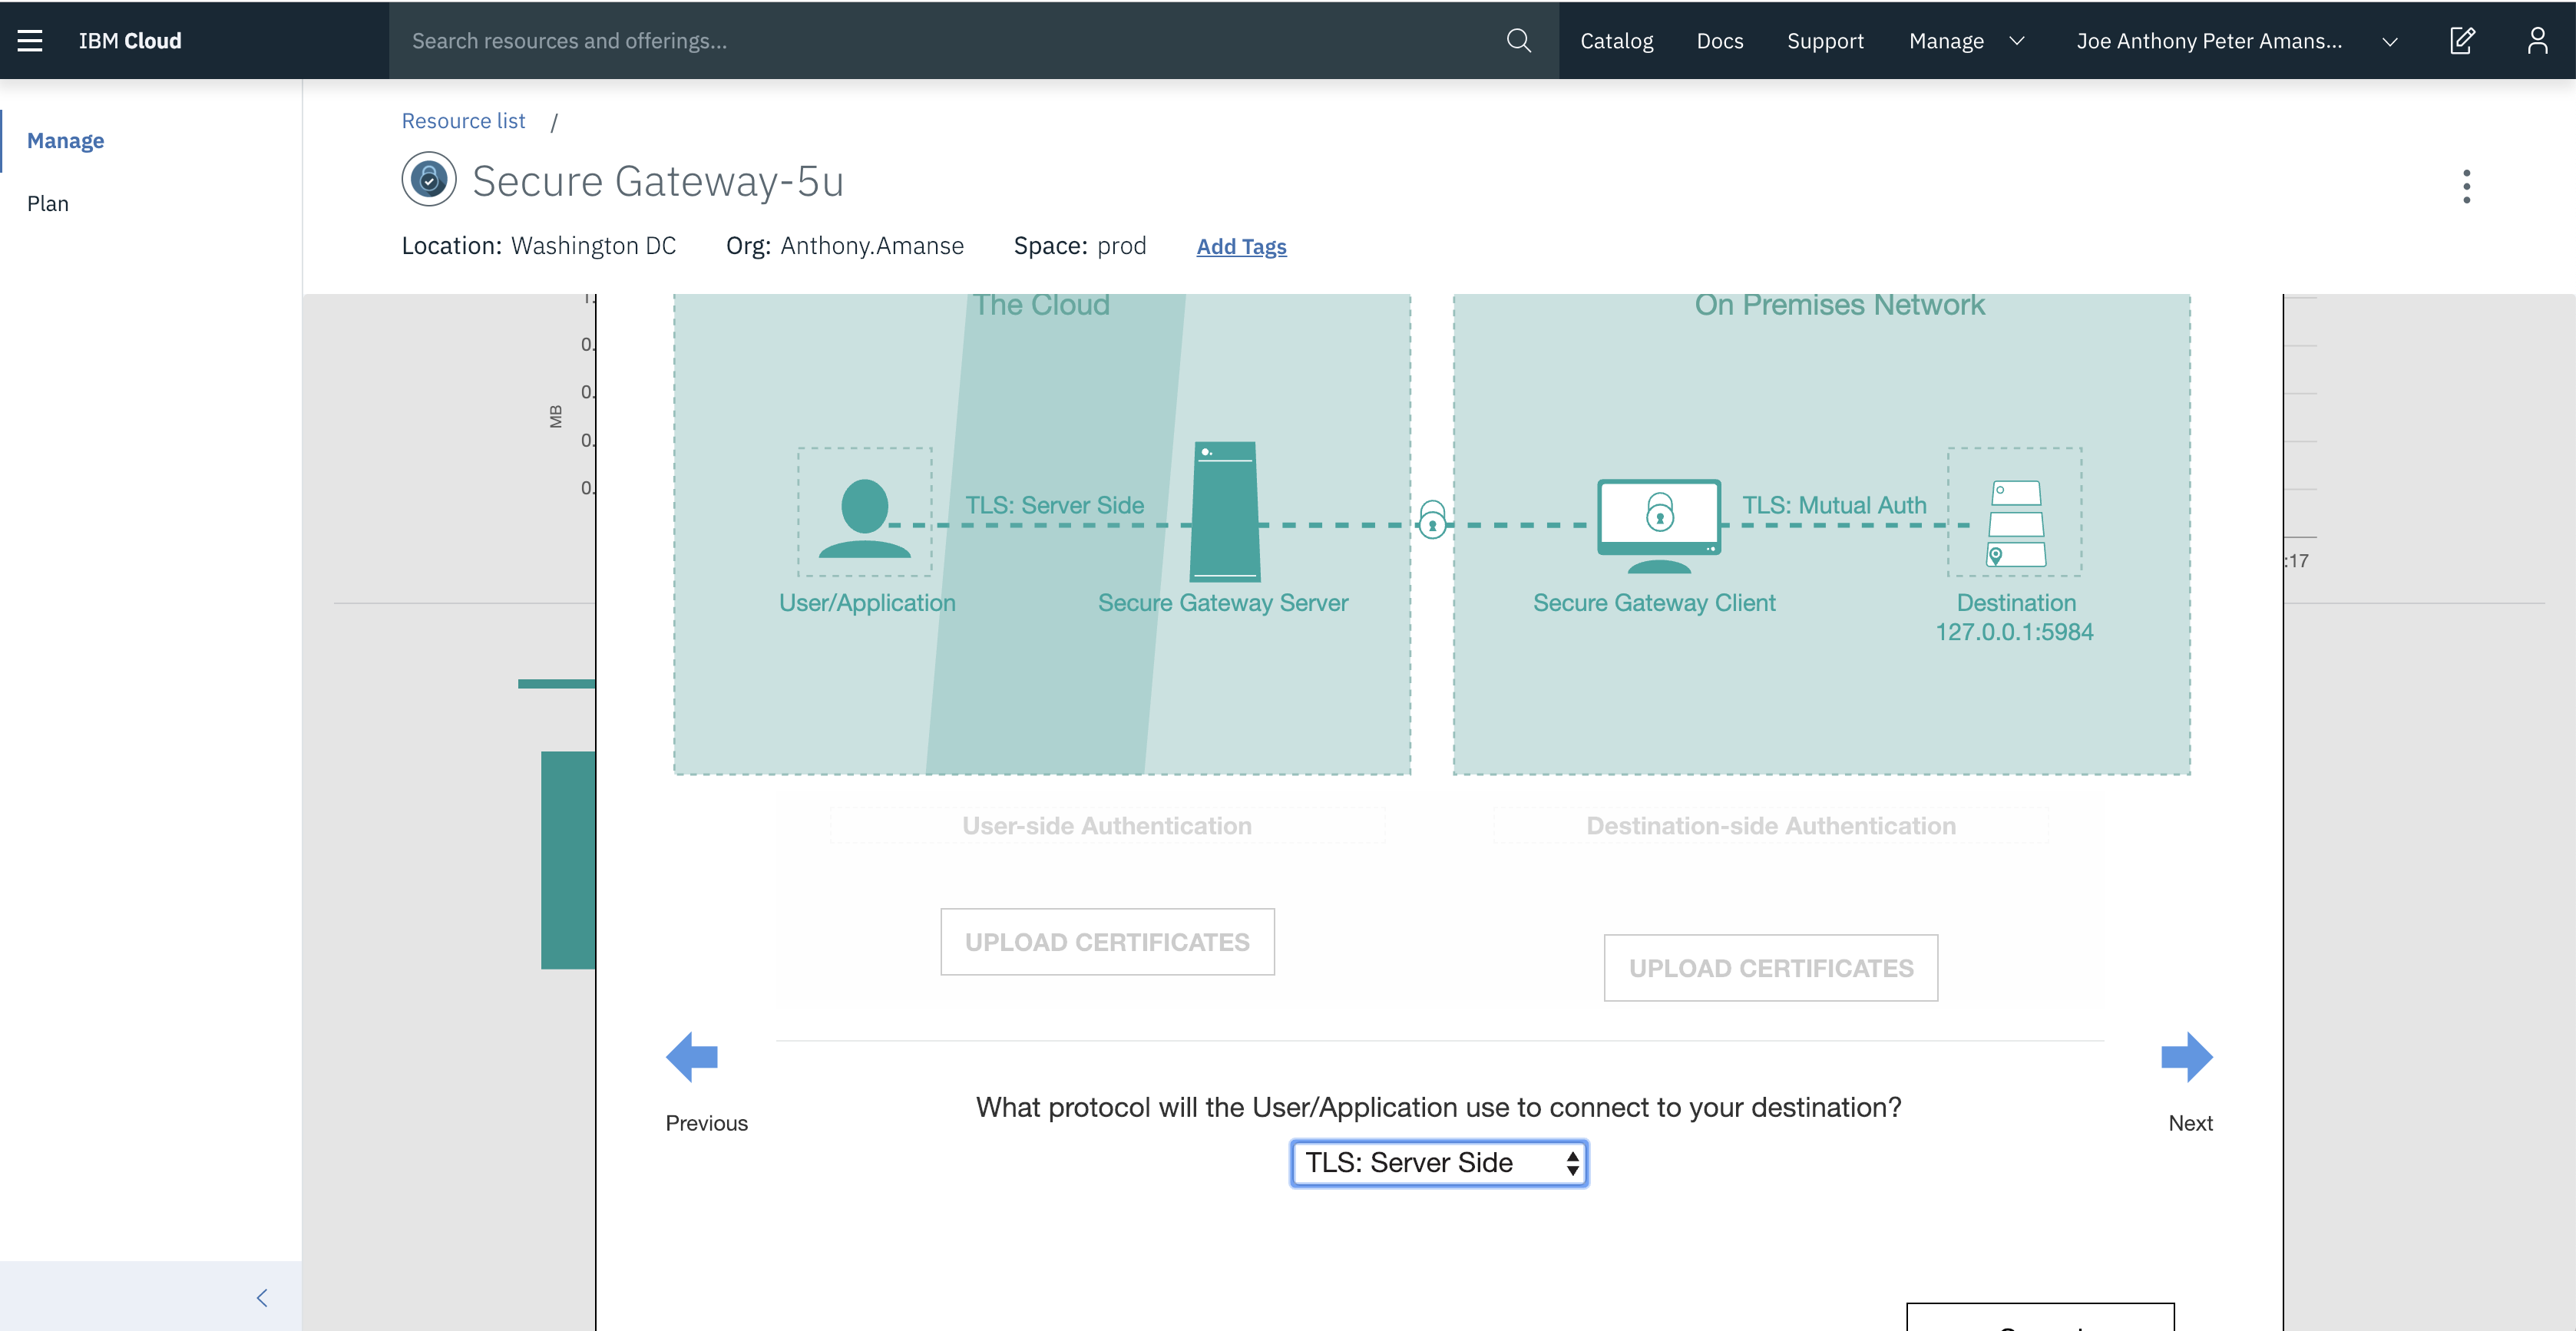 IBM Cloud
Search resources and offerings...
Catalog
Docs
Support
Manage
Joe Anthony Peter Amans...
Manage
Plan
Resource list /
Secure Gateway-5u
Location: Washington DC
Org: Anthony.Amanse
Space: prod
Add Tags
The Cloud
On Premises Network
0.
0.
MB
0.
0.
TLS: Server Side
TLS: Mutual Auth
:17
User/Application
Secure Gateway Server
Secure Gateway Client
Destination
127.0.0.1:5984
User-side Authentication
Destination-side Authentication
UPLOAD CERTIFICATES
UPLOAD CERTIFICATES
Previous
Next
What protocol will the User/Application use to connect to your destination?
TLS: Server Side